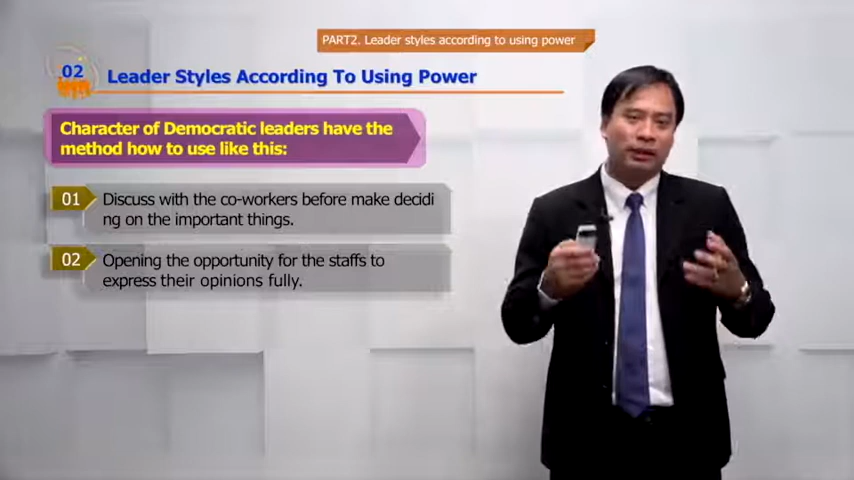 PART2. Leader styles according to using power
02
Leader Styles According To Using Power
Character of Democratic leaders have the
method how to use like this:
01
Discuss with the co-workers before make decidi
ng on the important things.
02
Opening the opportunity for the staffs to
express their opinions fully.